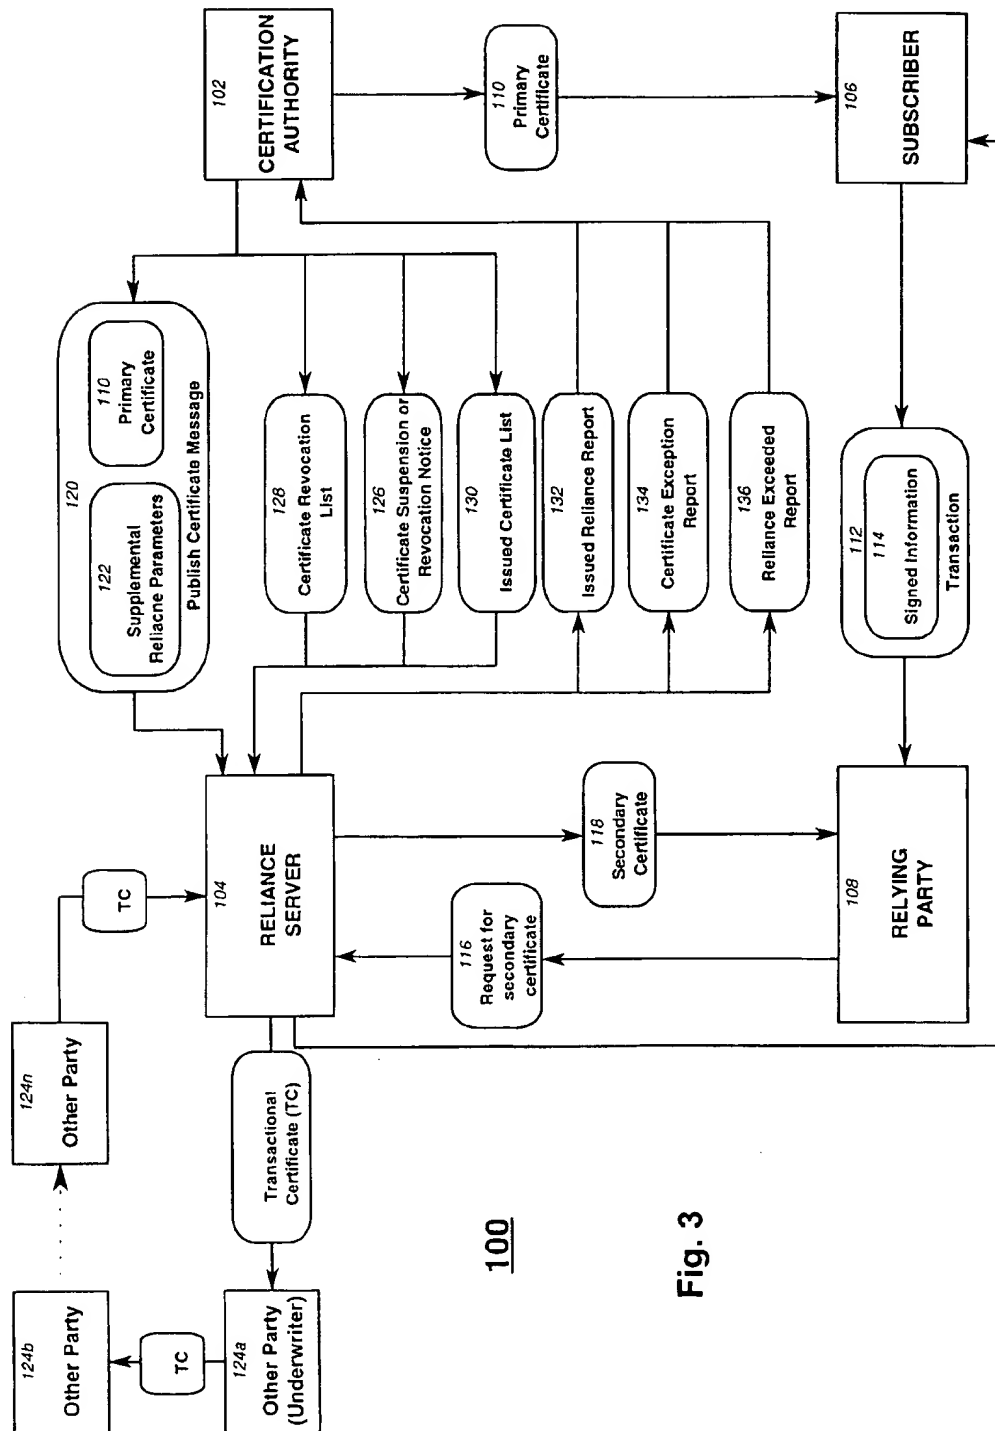 124b
Other Party
TC
124a
Other Party
(Underwriter)
124n
Other Party
TC
Transactional
Certificate (TC)
104
RELIANCE
SERVER
116
Request for
secondary
certificate
118
Secondary
Certificate
108
RELYING
PARTY
120
122
Supplemental
Reliacne Parameters
110
Primary
Certificate
Publish Certificate Message
128
Certificate Revocation
List
126
Certificate Suspension or
Revocation Notice
130
Issued Certificate List
132
Issued Reliance Report
134
Certificate Exception
Report
136
Reliance Exceeded
Report
112
114
Signed Information
Transaction
102
CERTIFICATION
AUTHORITY
110
Primary
Certificate
106
SUBSCRIBER
100
Fig. 3